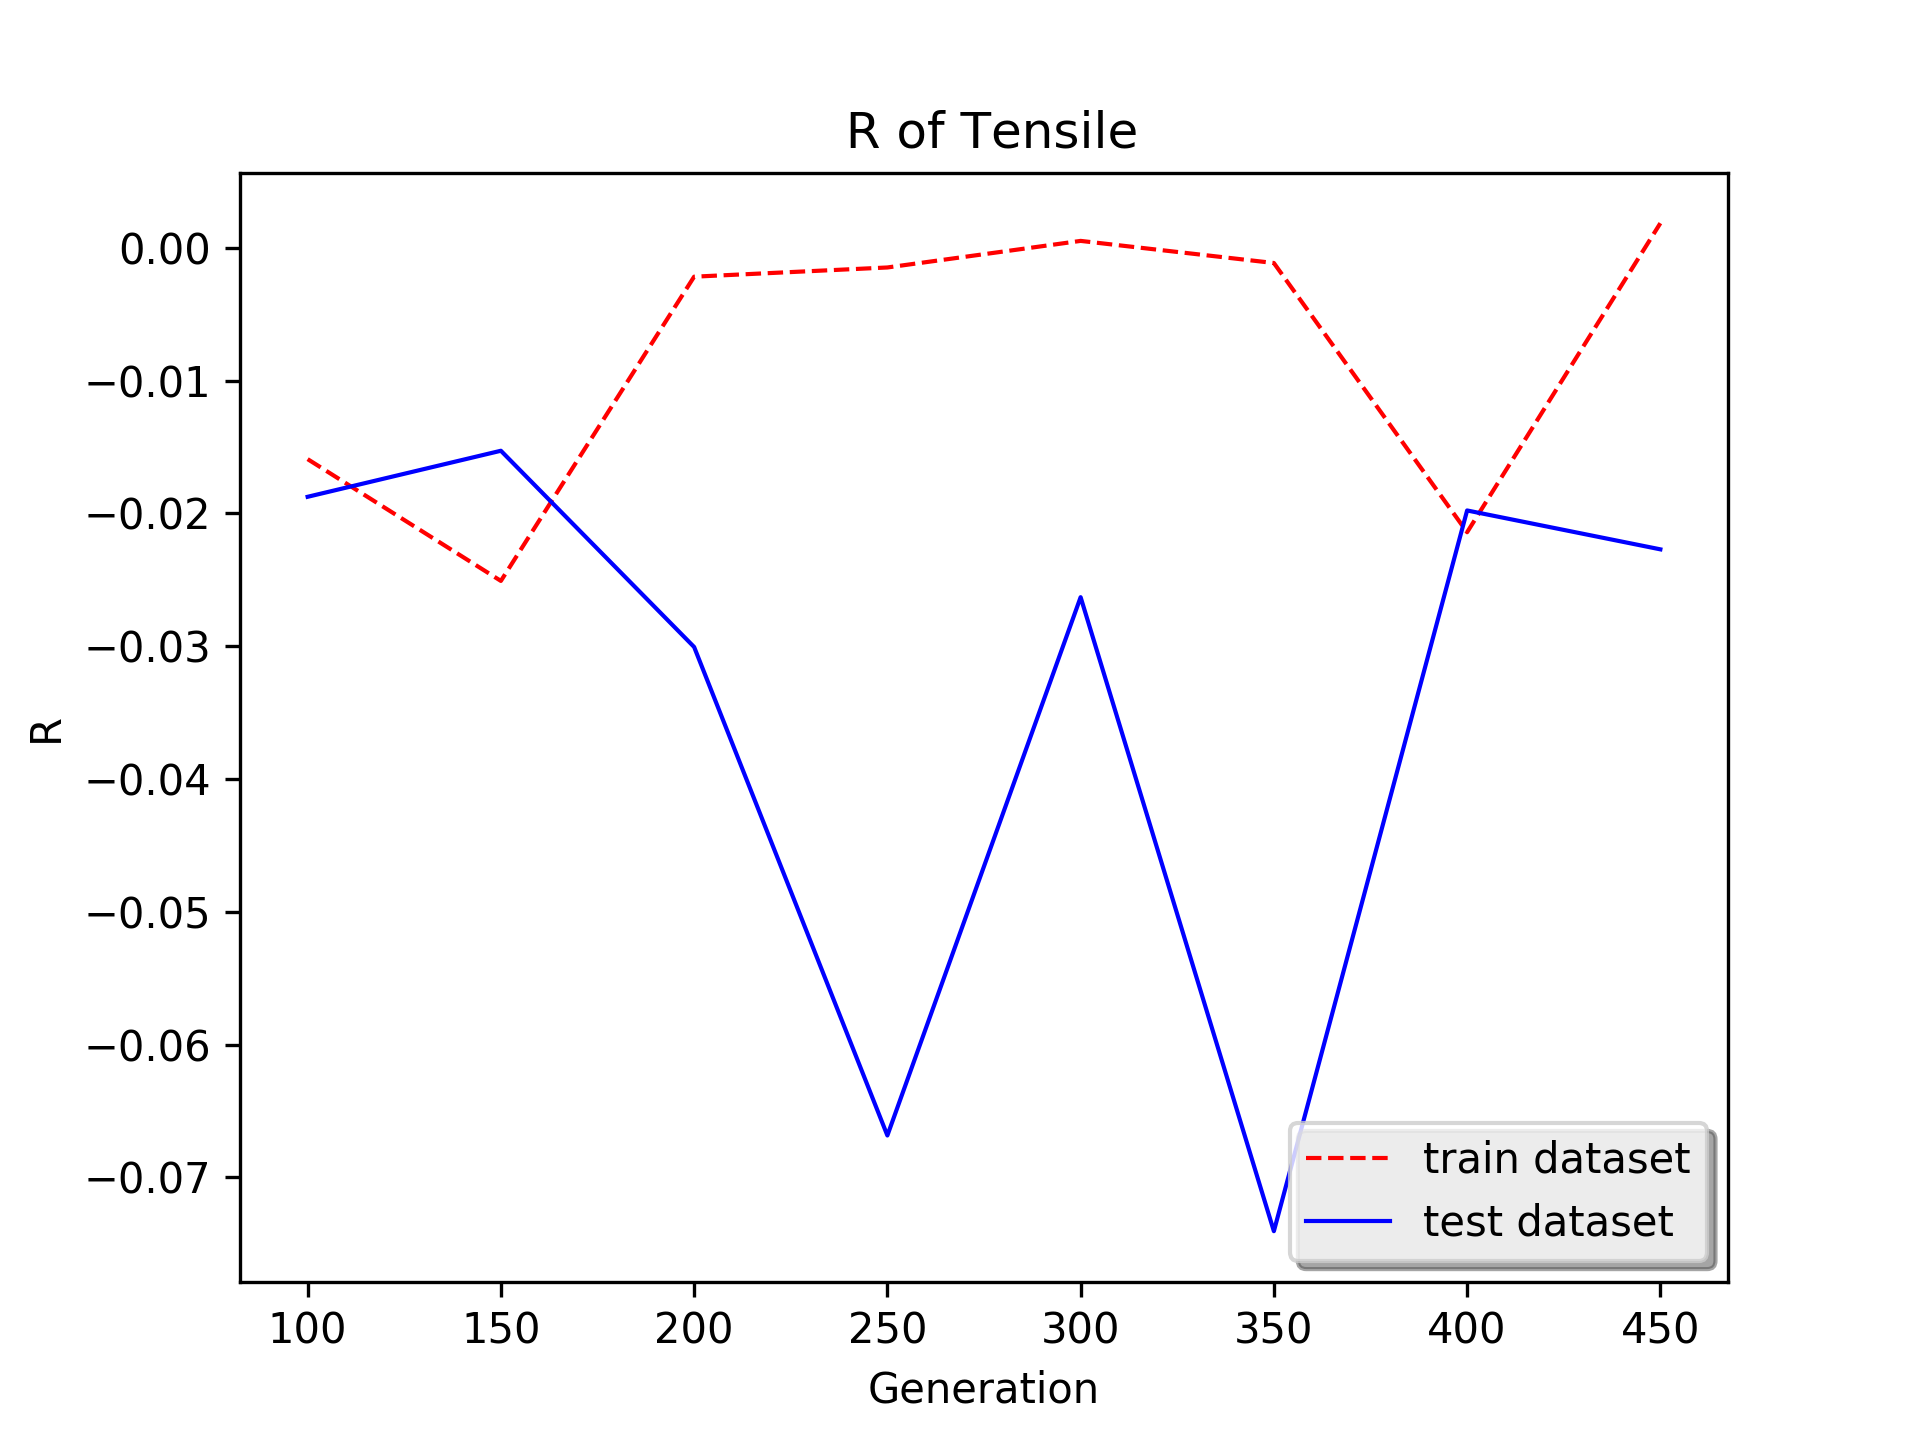 R of Tensile
0.00
−0.01
−0.02
−0.03
−0.04
−0.05
−0.06
−0.07
R
train dataset
test dataset
100 150 200 250 300 350 400 450
Generation